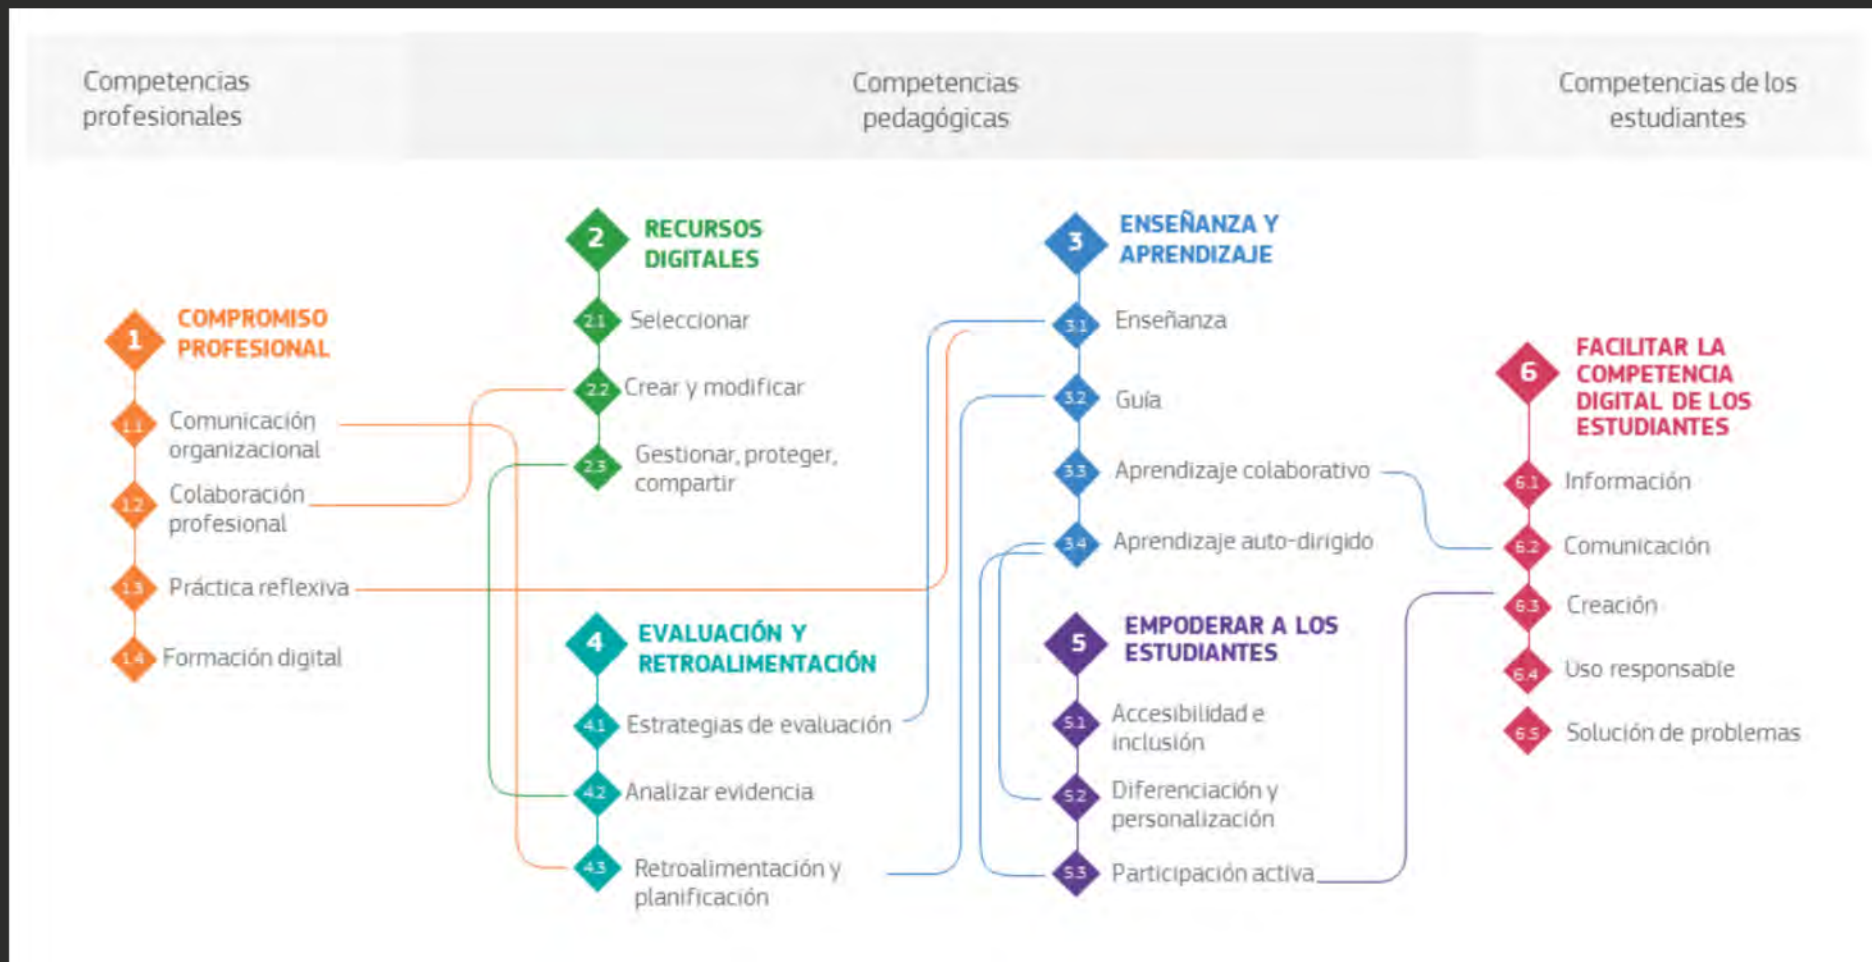 Competencias
profesionales
Competencias
pedagógicas
Competencias de los
estudiantes
1
COMPROMISO
PROFESIONAL
1.1
Comunicación
organizacional
1.2
Colaboración
profesional
1.3
Práctica reflexiva
1.4
Formación digital
2
RECURSOS
DIGITALES
2.1
Seleccionar
2.2
Crear y modificar
2.3
Gestionar, proteger,
compartir
3
ENSEÑANZA Y
APRENDIZAJE
3.1
Enseñanza
3.2
Guía
3.3
Aprendizaje colaborativo
3.4
Aprendizaje auto-dirigido
4
EVALUACIÓN Y
RETROALIMENTACIÓN
4.1
Estrategias de evaluación
4.2
Analizar evidencia
4.3
Retroalimentación y
planificación
5
EMPODERAR A LOS
ESTUDIANTES
5.1
Accesibilidad e
inclusión
5.2
Diferenciación y
personalización
5.3
Participación activa
6
FACILITAR LA
COMPETENCIA
DIGITAL DE LOS
ESTUDIANTES
6.1
Información
6.2
Comunicación
6.3
Creación
6.4
Uso responsable
6.5
Solución de problemas